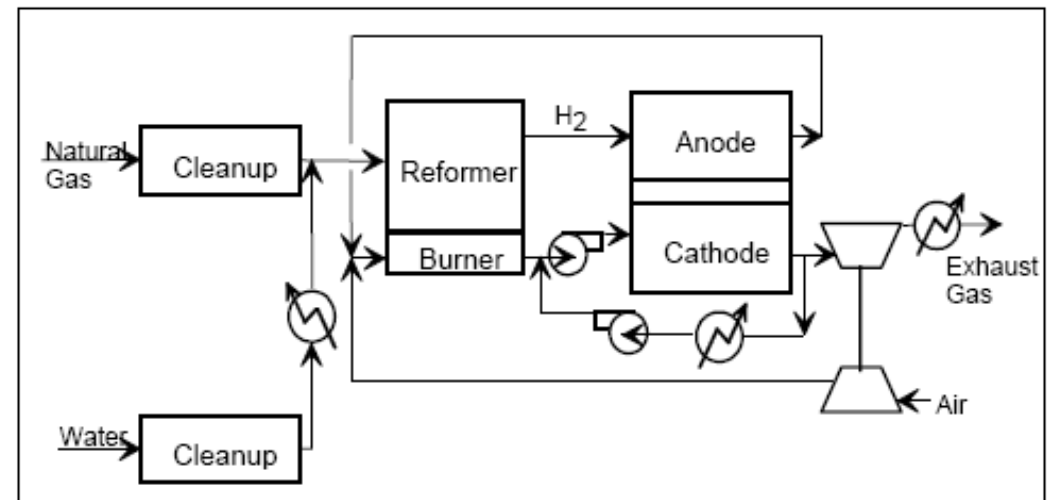 Natural
Gas
Cleanup
Reformer
Burner
H2
Anode
Cathode
Exhaust
Gas
Air
Water
Cleanup